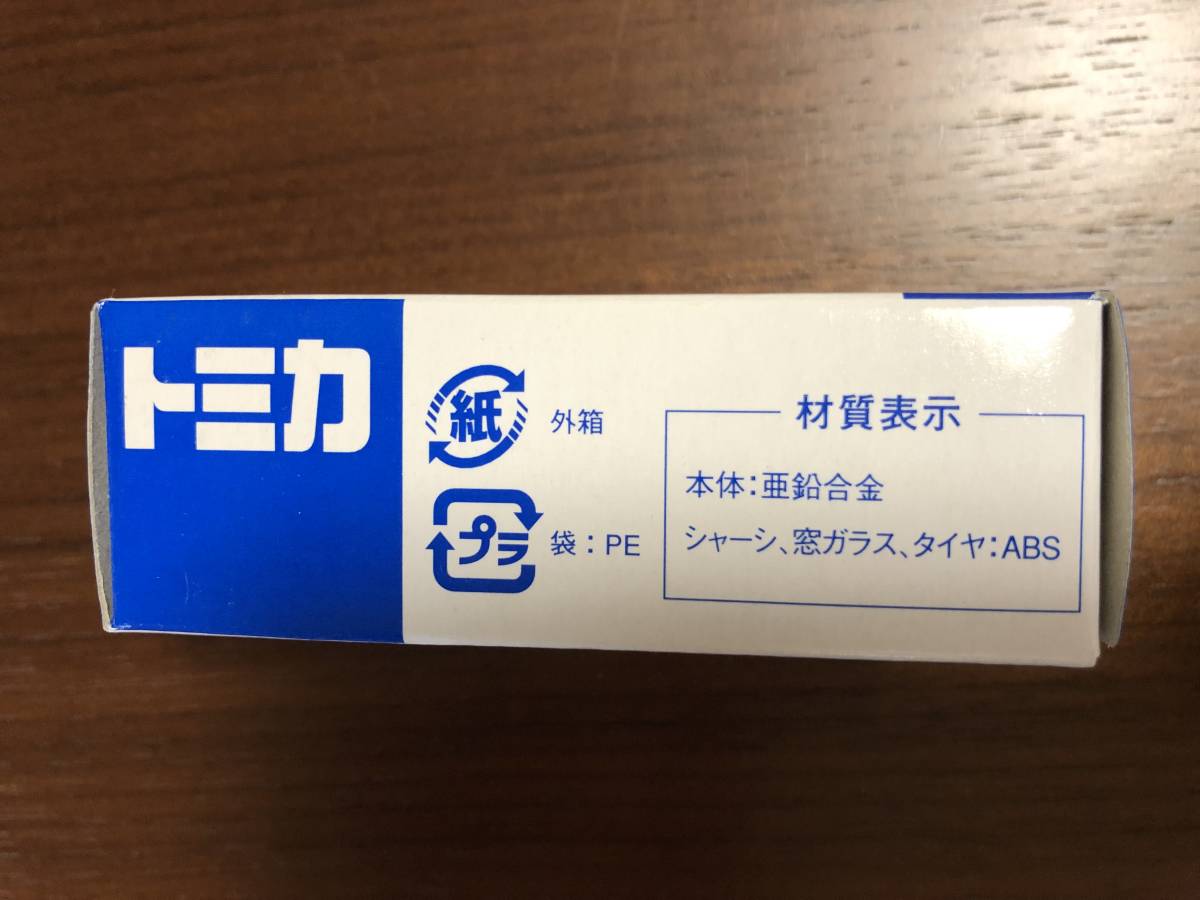 トミカ
紙 外箱
プラ 袋：PE
材質表示
本体：亜鉛合金
シャーシ、窓ガラス、タイヤ：ABS